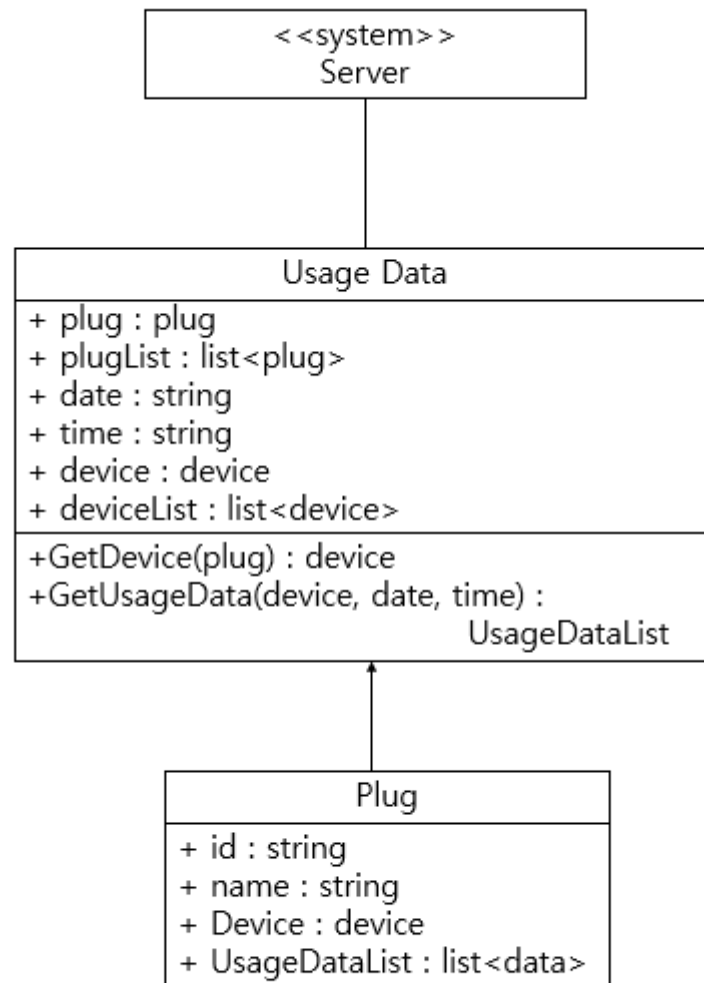 <<system>>
Server
Usage Data
+ plug : plug
+ plugList : list<plug>
+ date : string
+ time : string
+ device : device
+ deviceList : list<device>
+GetDevice(plug) : device
+GetUsageData(device, date, time) :
UsageDataList
Plug
+ id : string
+ name : string
+ Device : device
+ UsageDataList : list<data>